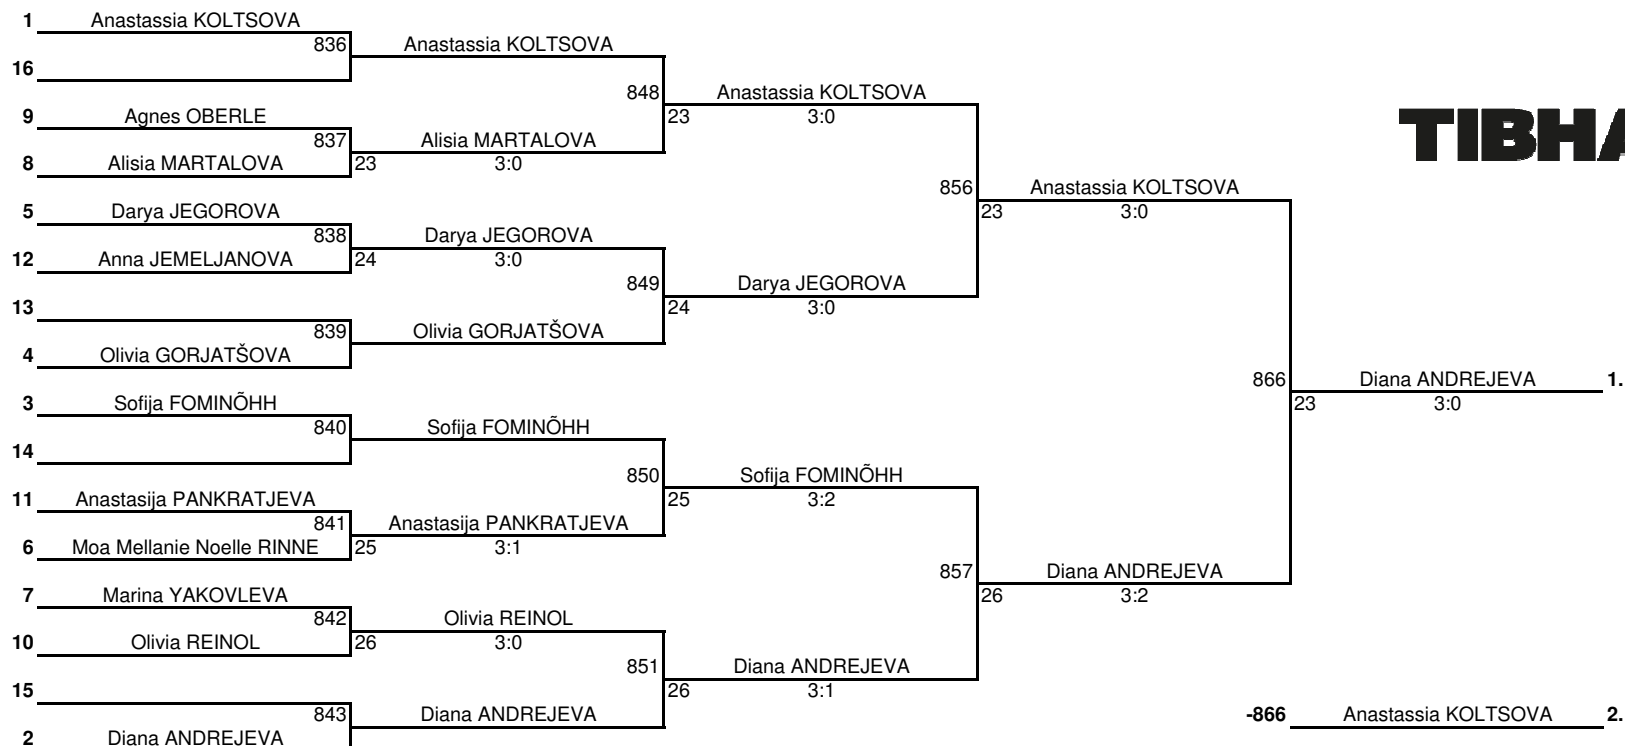 1 Anastassia KOLTSOVA
836 Anastassia KOLTSOVA
16
848 Anastassia KOLTSOVA
23 3:0
9 Agnes OBERLE
837 Alisia MARTALOVA
8 Alisia MARTALOVA 23 3:0
TIBHA
856 Anastassia KOLTSOVA
23 3:0
5 Darya JEGOROVA
838 Darya JEGOROVA
12 Anna JEMELJANOVA 24 3:0
849 Darya JEGOROVA
24 3:0
13
839 Olivia GORJATŠOVA
4 Olivia GORJATŠOVA
866 Diana ANDREJEVA 1.
23 3:0
3 Sofija FOMINÕHH
840 Sofija FOMINÕHH
14
850 Sofija FOMINÕHH
25 3:2
11 Anastasija PANKRATJEVA
841 Anastasija PANKRATJEVA
6 Moa Mellanie Noelle RINNE 25 3:1
857 Diana ANDREJEVA
26 3:2
7 Marina YAKOVLEVA
842 Olivia REINOL
10 Olivia REINOL 26 3:0
851 Diana ANDREJEVA
26 3:1
15
843 Diana ANDREJEVA
2 Diana ANDREJEVA
-866 Anastassia KOLTSOVA 2.